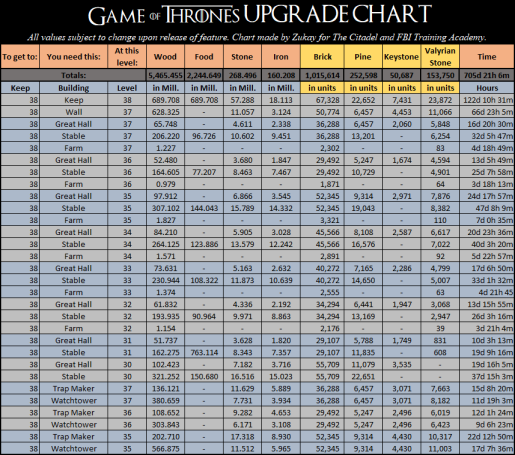 GAME OF THRONES UPGRADE CHART
All values subject to change upon release of feature. Chart made by Zukay for The Citadel and FBI Training Academy.
To get to: You need this: At this level: Wood Food Stone Iron Brick Pine Keystone Valyrian Stone Time
Totals: 5,465.455 2,244.649 268.496 160.208 1,015,614 252,598 50,687 153,750 705d 21h 6m
Keep Building Level in Mill. in Mill. in Mill. in Mill. in units in units in units in units Hours
38 Keep 38 689.708 689.708 57.288 18.113 67,328 22,652 7,431 23,872 122d 10h 31m
38 Wall 37 628.325 - 11.057 3.124 50,774 6,457 4,453 11,066 66d 23h 5m
38 Great Hall 37 65.748 - 4.611 2.338 36,292 6,457 2,060 5,848 16d 20h 30m
38 Stable 37 206.220 96.726 10.602 9.451 36,292 13,201 - 6,254 32d 5h 47m
38 Farm 37 1.227 - - - 2,302 - - 83 4d 18h 49m
38 Great Hall 36 52.480 - 3.680 1.847 29,492 5,247 1,674 4,594 13d 5h 49m
38 Stable 36 164.605 77.207 8.463 7.467 29,492 10,729 - 4,901 25d 7h 58m
38 Farm 36 0.979 - - - 1,871 - - 64 3d 18h 13m
38 Great Hall 35 97.912 - 6.866 3.545 52,345 9,314 2,971 7,876 24d 17h 57m
38 Stable 35 307.102 144.043 15.789 14.332 52,345 19,043 - 8,382 47d 8h 9m
38 Farm 35 1.827 - - - 3,321 - - 110 7d 0h 35m
38 Great Hall 34 84.210 - 5.905 3.028 45,566 8,108 2,587 6,617 20d 23h 36m
38 Stable 34 264.125 123.886 13.579 12.242 45,566 16,576 - 7,022 40d 3h 20m
38 Farm 34 1.571 - - - 2,891 - - 92 5d 22h 57m
38 Great Hall 33 73.631 - 5.163 2.632 40,272 7,165 2,286 4,799 17d 6h 50m
38 Stable 33 230.944 108.322 11.873 10.639 40,272 14,650 - 5,007 33d 1h 32m
38 Farm 33 1.374 - - - 2,555 - - 63 4d 21h 45
38 Great Hall 32 61.832 - 4.336 2.192 34,294 6,441 1,947 3,068 13d 15h 55m
38 Stable 32 193.935 90.964 9.971 8.863 34,294 13,169 - 2,947 26d 3h 16m
38 Farm 32 1.154 - - - 2,176 - - 39 3d 21h 4m
38 Great Hall 31 51.737 - 3.628 1.820 29,107 5,788 1,749 831 10d 3h 13m
38 Stable 31 162.275 763.114 8.343 7.357 29,107 11,835 - 608 19d 9h 16m
38 Great Hall 30 102.423 - 7.182 3.716 55,709 11,079 3,535 - 19d 16h 5m
38 Stable 30 321.252 150.680 16.516 15.023 55,709 22,651 - - 37d 15h 3m
38 Trap Maker 37 136.121 - 11.629 5.889 36,288 6,457 3,071 7,663 15d 8h 20m
38 Watchtower 37 380.659 - 7.731 3.934 36,288 6,457 3,071 8,182 11d 19h 3m
38 Trap Maker 36 108.652 - 9.282 4.653 29,492 5,247 2,496 6,019 12d 1h 24m
38 Watchtower 36 303.843 - 6.171 3.108 29,492 5,247 2,496 6,423 9d 6h 23m
38 Trap Maker 35 202.710 - 17.318 8.930 52,345 9,314 4,430 10,317 22d 12h 50m
38 Watchtower 35 566.875 - 11.512 5.965 52,345 9,314 4,430 11,003 17d 7h 36m